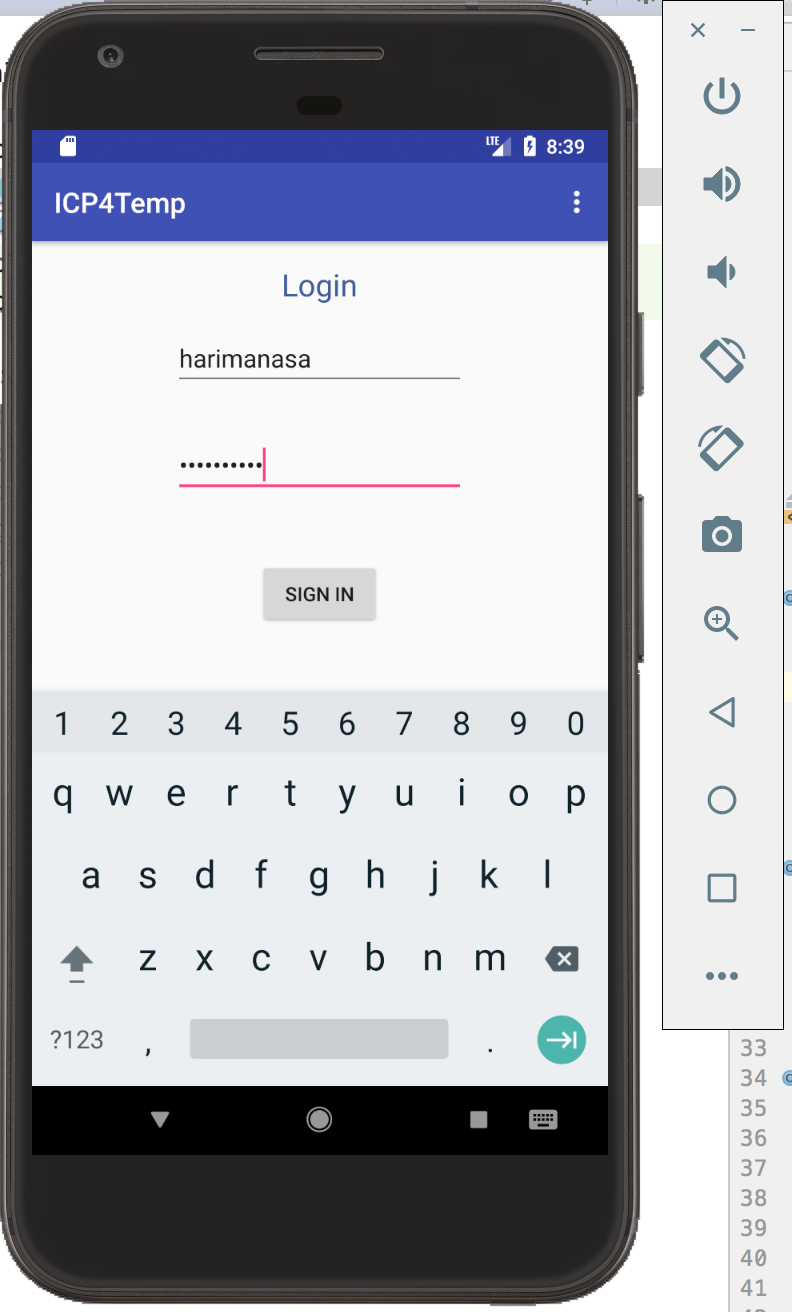 LTE 8:39
ICP4Temp
Login
harimanasa
••••••••••
SIGN IN
1 2 3 4 5 6 7 8 9 0
q w e r t y u i o p
a s d f g h j k l
z x c v b n m
?123 , .
33
34
35
36
37
38
39
40
41